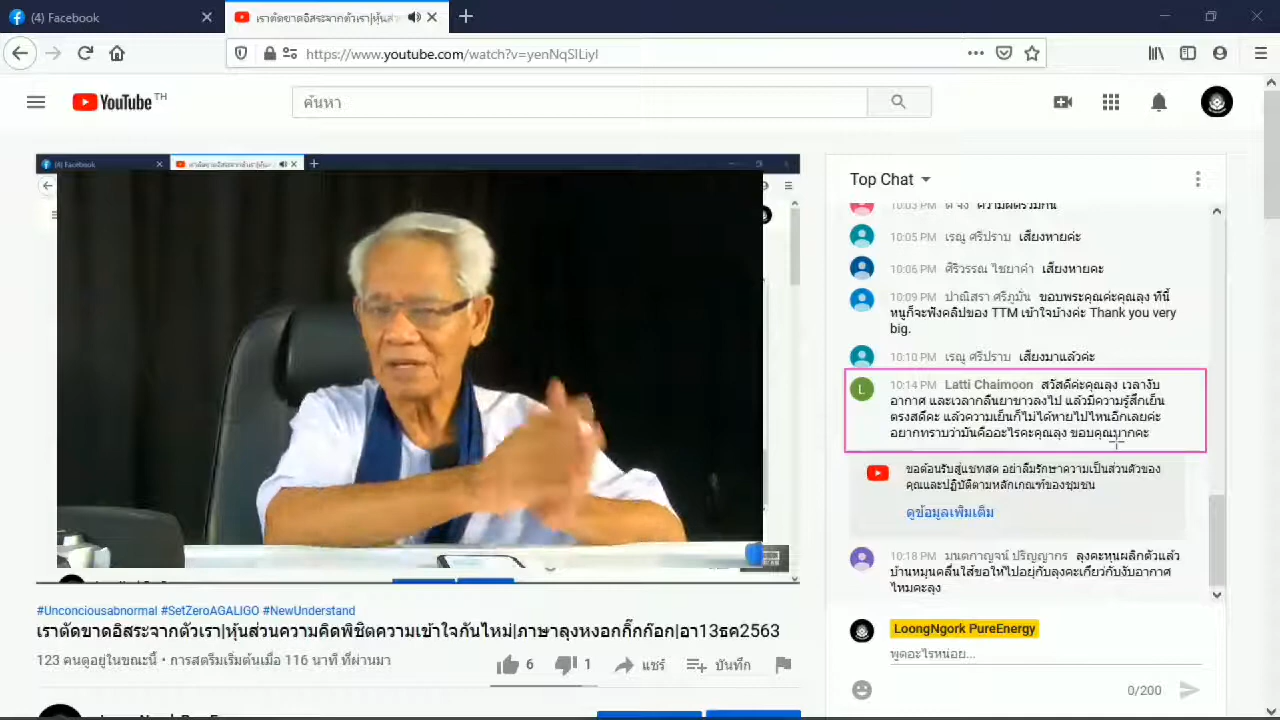 (4) Facebook
เราตัดขาดอิสระจากตัวเรา|หุ้นส
https://www.youtube.com/watch?v=yenNqSlLiyI
YouTube TH
ค้นหา
(4) Facebook
Top Chat
10:03 PM ความผิดร่วมกัน
10:05 PM เรณู ศรีปราบ เสียงหายค่ะ
10:06 PM ศิริวรรณ ไชยาคำ เสี่ยงหายคะ
10:09 PM ปาณิสรา ศรีภูมั่น ขอบพระคุณค่ะคุณลุง ทีนี้
หนูก็จะฟังคลิปของ TTM เข้าใจบ้างค่ะ Thank you very
big.
10:10 PM เรณู ศรีปราบ เสี่ยงมาแล้วค่ะ
L
10:14 PM Latti Chaimoon สวัสดีค่ะคุณลุง เวลางับ
อากาศ และเวลากลืนยาขาวลงไป แล้วมีความรู้สึกเย็น
ตรงสดีคะ แล้วความเย็นก็ไม่ได้หายไปไหนอีกเลยค่ะ
อยากทราบว่ามันคืออะไรคะคุณลุง ขอบคุณมากคะ
ขอต้อนรับสู่แชทสด อย่าลืมรักษาความเป็นส่วนตัวของ
คุณและปฏิบัติตามหลักเกณฑ์ของชุมชน
ดูข้อมูลเพิ่มเติม
10:18 PM มนตกาญจน์ ปริญญากร ลุงคะหุนผลิกตัวแล้ว
บ้านหมุนคลื่นใส้ขอให้ไปอยุ่กับลุงคะเกียว่กับงับอากาศ
ไหมคะลุง
#Unconciousabnormal #SetZeroAGALIGO #NewUnderstand
เราตัดขาดอิสระจากตัวเรา|หุ้นส่วนความคิดพิชิตความเข้าใจกันไหม่|ภาษาลุงหงอกกิ๊กก๊อก|อา13ธค2563
123 คนดูอยู่ในขณะนี้ • การสตรีมเริ่มต้นเมื่อ 116 นาที ที่ผ่านมา
6
1
แชร์
บันทึก
LoongNgork PureEnergy
พูดอะไรหน่อย...
0/200